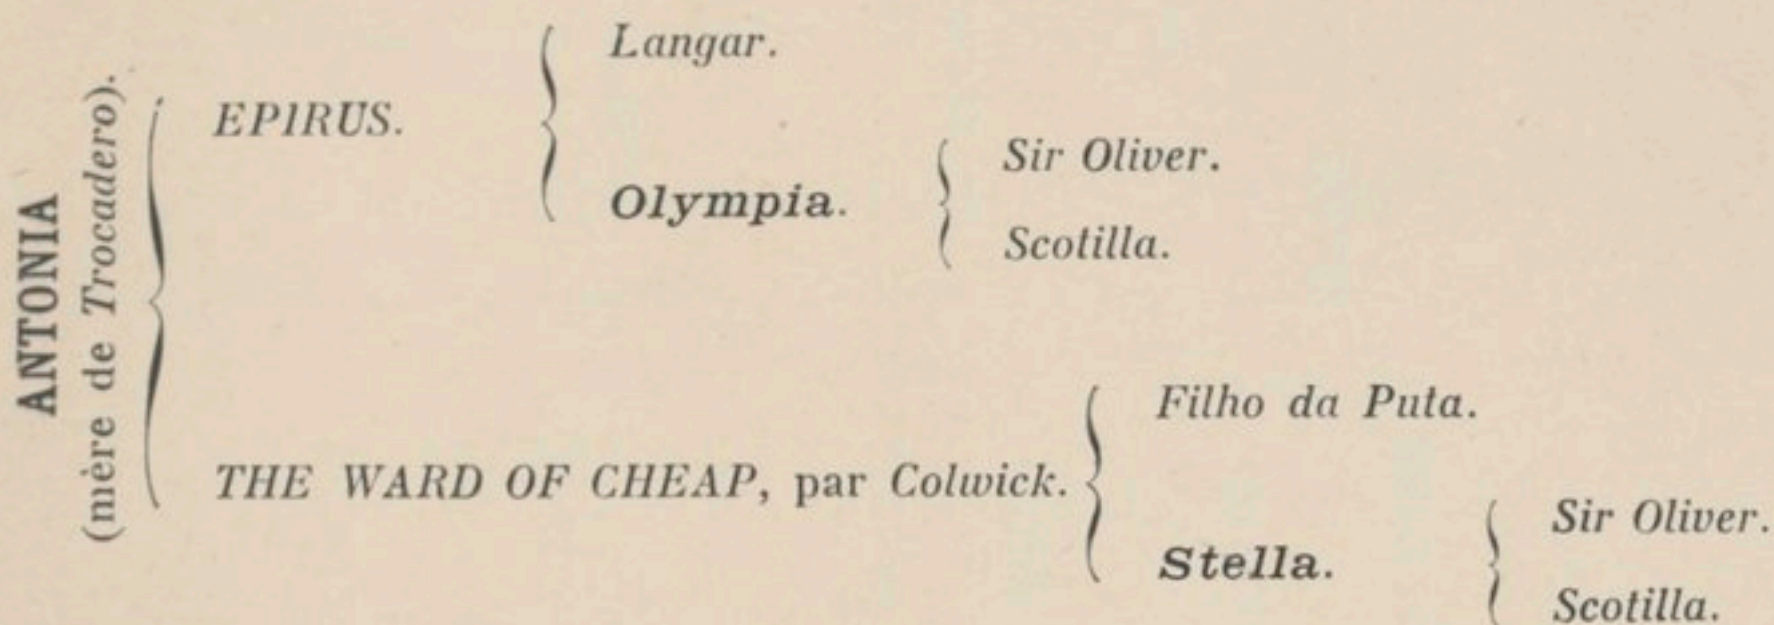 ANTONIA
(mère de Trocadero).
EPIRUS.
Langar.
Olympia.
Sir Oliver.
Scotilla.
THE WARD OF CHEAP, par Colwick.
Filho da Puta.
Stella.
Sir Oliver.
Scotilla.